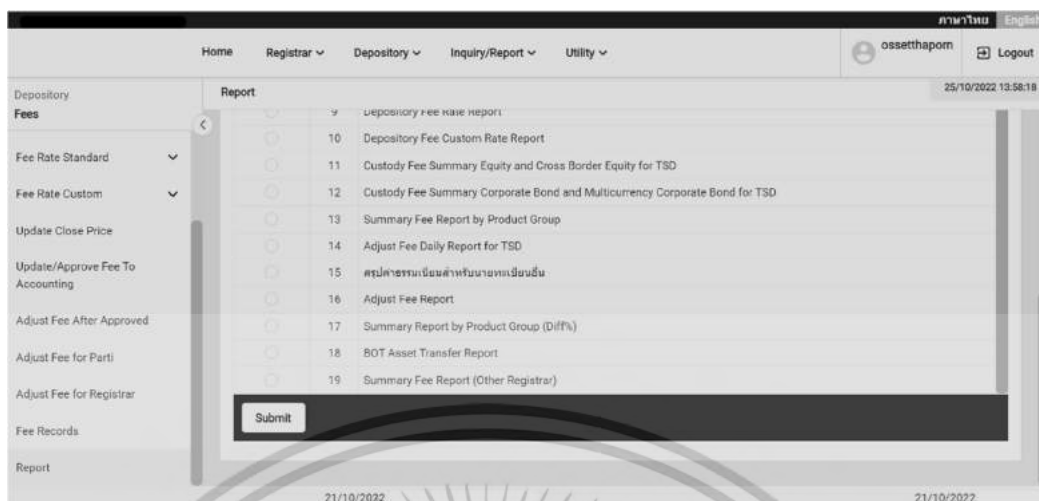 ภาษาไทย English
Home Registrar Depository Inquiry/Report Utility ossetthaporn Logout
Depository
Fees
Report 25/10/2022 13:58:18
9 Depository Fee Rate Report
10 Depository Fee Custom Rate Report
Fee Rate Standard
11 Custody Fee Summary Equity and Cross Border Equity for TSD
Fee Rate Custom
12 Custody Fee Summary Corporate Bond and Multicurrency Corporate Bond for TSD
13 Summary Fee Report by Product Group
Update Close Price
14 Adjust Fee Daily Report for TSD
Update/Approve Fee To
Accounting
15 สรุปค่าธรรมเนียมสำหรับนายทะเบียนอื่น
16 Adjust Fee Report
Adjust Fee After Approved
17 Summary Report by Product Group (Diff%)
Adjust Fee for Parti
18 BOT Asset Transfer Report
19 Summary Fee Report (Other Registrar)
Adjust Fee for Registrar
Submit
Fee Records
Report
21/10/2022 21/10/2022